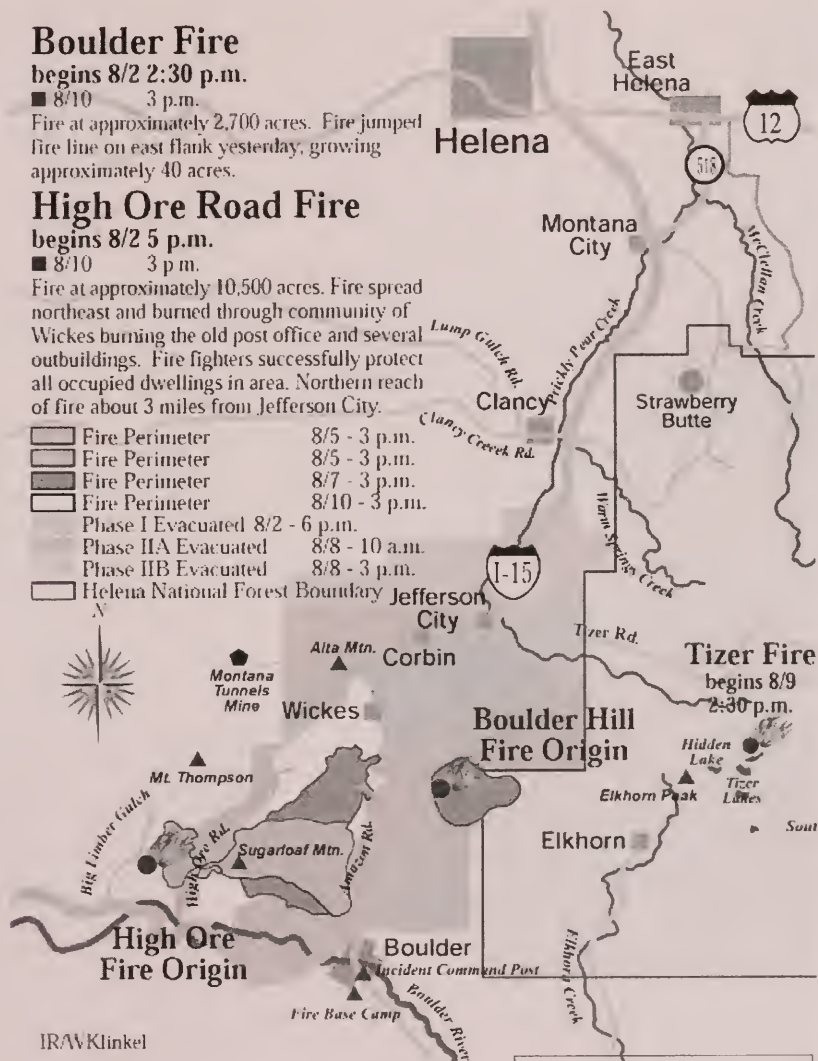 Boulder Fire
begins 8/2 2:30 p.m.
■ 8/10 3 p.m.
Fire at approximately 2,700 acres. Fire jumped
fire line on east flank yesterday, growing
approximately 40 acres.
High Ore Road Fire
begins 8/2 5 p.m.
■ 8/10 3 p.m.
Fire at approximately 10,500 acres. Fire spread
northeast and burned through community of
Wickes burning the old post office and several
outbuildings. Fire fighters successfully protect
all occupied dwellings in area. Northern reach
of fire about 3 miles from Jefferson City.
Fire Perimeter 8/5 - 3 p.m.
Fire Perimeter 8/5 - 3 p.m.
Fire Perimeter 8/7 - 3 p.m.
Fire Perimeter 8/10 - 3 p.m.
Phase I Evacuated 8/2 - 6 p.m.
Phase IIA Evacuated 8/8 - 10 a.m.
Phase IIB Evacuated 8/8 - 3 p.m.
Helena National Forest Boundary
N
Helena
East
Helena
12
518
Montana
City
McClellan Creek
Prickly Pear Creek
Lump Gulch Rd.
Clancy
Clancy Creek Rd.
Strawberry
Butte
Warm Springs Creek
I-15
Jefferson
City
Tizer Rd.
Alta Mtn.
Corbin
Montana
Tunnels
Mine
Wickes
Tizer Fire
begins 8/9
2:30 p.m.
Boulder Hill
Fire Origin
Hidden
Lake
Mt. Thompson
Elkhorn Peak
Tizer
Lakes
South
Elkhorn
Big Limber Gulch
High Ore Rd.
Sugarloaf Mtn.
Amazon Rd.
High Ore
Fire Origin
Boulder
Incident Command Post
Fire Base Camp
Boulder River
Elkhorn Creek
IR/W Klinkel